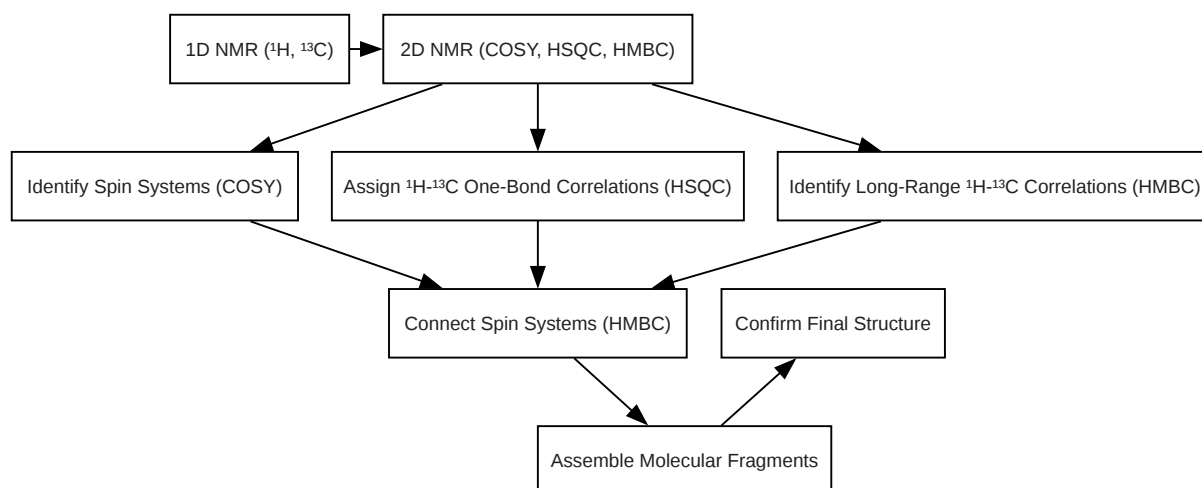 1D NMR (¹H, ¹³C)
2D NMR (COSY, HSQC, HMBC)
Identify Spin Systems (COSY)
Assign ¹H-¹³C One-Bond Correlations (HSQC)
Identify Long-Range ¹H-¹³C Correlations (HMBC)
Connect Spin Systems (HMBC)
Confirm Final Structure
Assemble Molecular Fragments